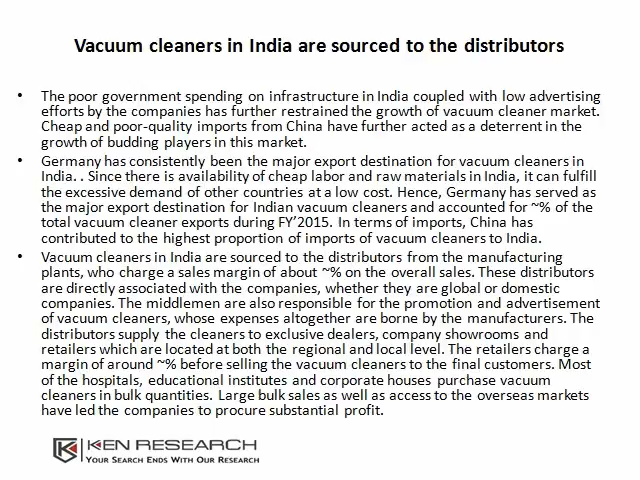 Vacuum cleaners in India are sourced to the distributors
• The poor government spending on infrastructure in India coupled with low advertising
efforts by the companies has further restrained the growth of vacuum cleaner market.
Cheap and poor-quality imports from China have further acted as a deterrent in the
growth of budding players in this market.
• Germany has consistently been the major export destination for vacuum cleaners in
India. . Since there is availability of cheap labor and raw materials in India, it can fulfill
the excessive demand of other countries at a low cost. Hence, Germany has served as
the major export destination for Indian vacuum cleaners and accounted for ~% of the
total vacuum cleaner exports during FY'2015. In terms of imports, China has
contributed to the highest proportion of imports of vacuum cleaners to India.
• Vacuum cleaners in India are sourced to the distributors from the manufacturing
plants, who charge a sales margin of about ~% on the overall sales. These distributors
are directly associated with the companies, whether they are global or domestic
companies. The middlemen are also responsible for the promotion and advertisement
of vacuum cleaners, whose expenses altogether are borne by the manufacturers. The
distributors supply the cleaners to exclusive dealers, company showrooms and
retailers which are located at both the regional and local level. The retailers charge a
margin of around ~% before selling the vacuum cleaners to the final customers. Most
of the hospitals, educational institutes and corporate houses purchase vacuum
cleaners in bulk quantities. Large bulk sales as well as access to the overseas markets
have led the companies to procure substantial profit.
KEN RESEARCH
Your Search Ends With Our Research